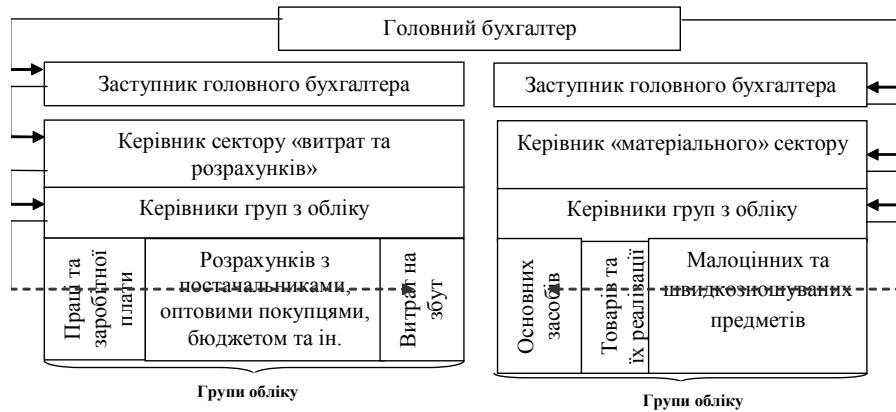 Головний бухгалтер
Заступник головного бухгалтера
Заступник головного бухгалтера
Керівник сектору «витрат та
розрахунків»
Керівник «матеріального» сектору
Керівники груп з обліку
Керівники груп з обліку
Праці та
заробітної
плати
Розрахунків з
постачальниками,
оптовими покупцями,
бюджетом та ін.
Витрат на
збут
Основних
засобів
Товарів та
їх реалізації
Малоцінних та
швидкозношуваних
предметів
Групи обліку
Групи обліку